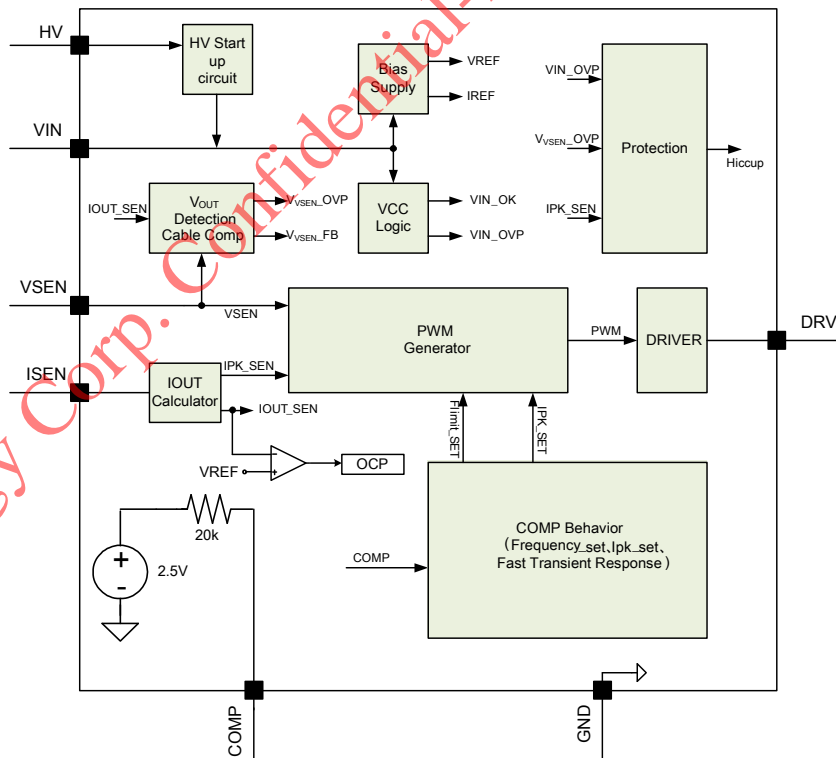 HV
HV Start
up
circuit
VIN
Bias
Supply
VREF
IREF
VIN_OVP
VVSEN_OVP
IPK_SEN
Protection
Hiccup
IOUT_SEN
VOUT
Detection
Cable Comp
VVSEN_OVP
VVSEN_FB
VCC
Logic
VIN_OK
VIN_OVP
VSEN
VSEN
PWM
Generator
PWM
DRIVER
DRV
ISEN
IOUT
Calculator
IPK_SEN
IOUT_SEN
Flimit_SET
IPK_SET
VREF
-
+
OCP
20k
+
-
2.5V
COMP
COMP Behavior
(Frequency_set、Ipk_set、
Fast Transient Response)
COMP
GND
gy Corp. Confidential-